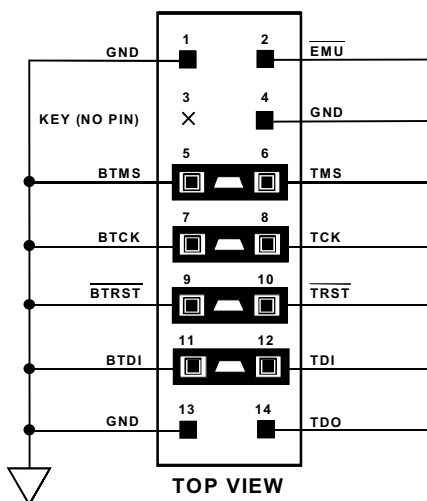 1 2
GND EMU
3 4
KEY (NO PIN) GND
5 6
BTMS TMS
7 8
BTCK TCK
9 10
BTRST TRST
11 12
BTDI TDI
13 14
GND TDO
TOP VIEW